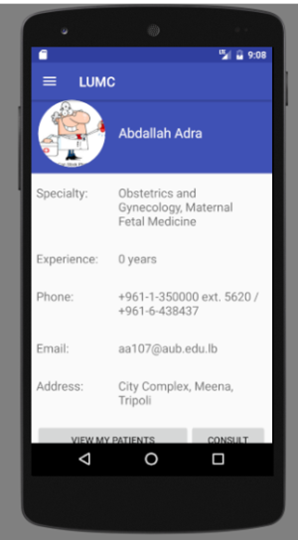 9:08
LUMC
Abdallah Adra
Specialty:
Obstetrics and
Gynecology, Maternal
Fetal Medicine
Experience:
0 years
Phone:
+961-1-350000 ext. 5620 /
+961-6-438437
Email:
aa107@aub.edu.lb
Address:
City Complex, Meena,
Tripoli
VIEW MY PATIENTS
CONSULT